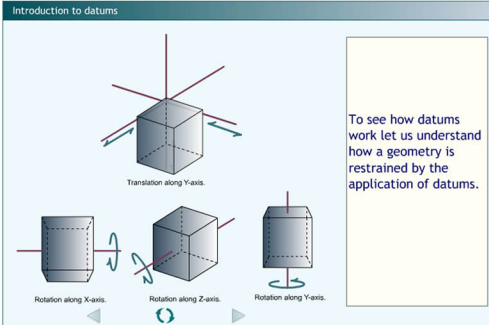 Introduction to datums
Translation along Y-axis.
To see how datums
work let us understand
how a geometry is
restrained by the
application of datums.
Rotation along X-axis.
Rotation along Z-axis.
Rotation along Y-axis.